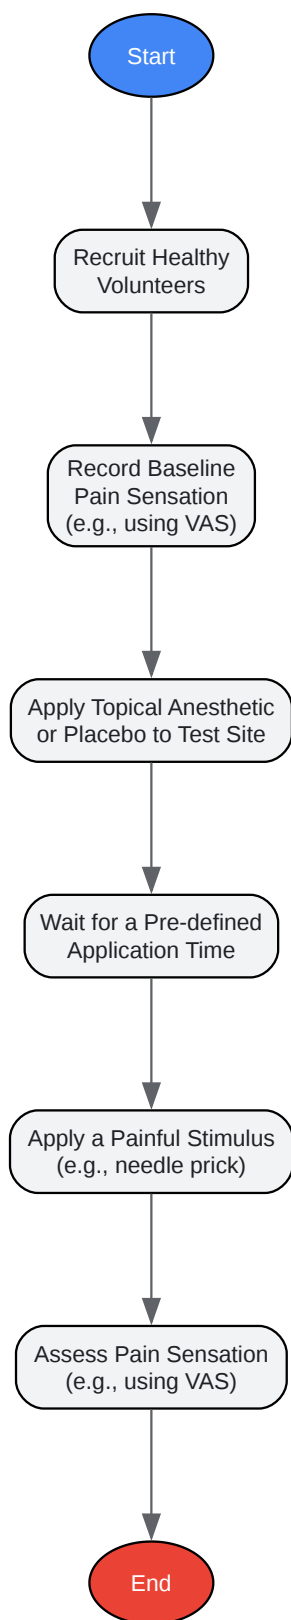 Start
Recruit Healthy
Volunteers
Record Baseline
Pain Sensation
(e.g., using VAS)
Apply Topical Anesthetic
or Placebo to Test Site
Wait for a Pre-defined
Application Time
Apply a Painful Stimulus
(e.g., needle prick)
Assess Pain Sensation
(e.g., using VAS)
End